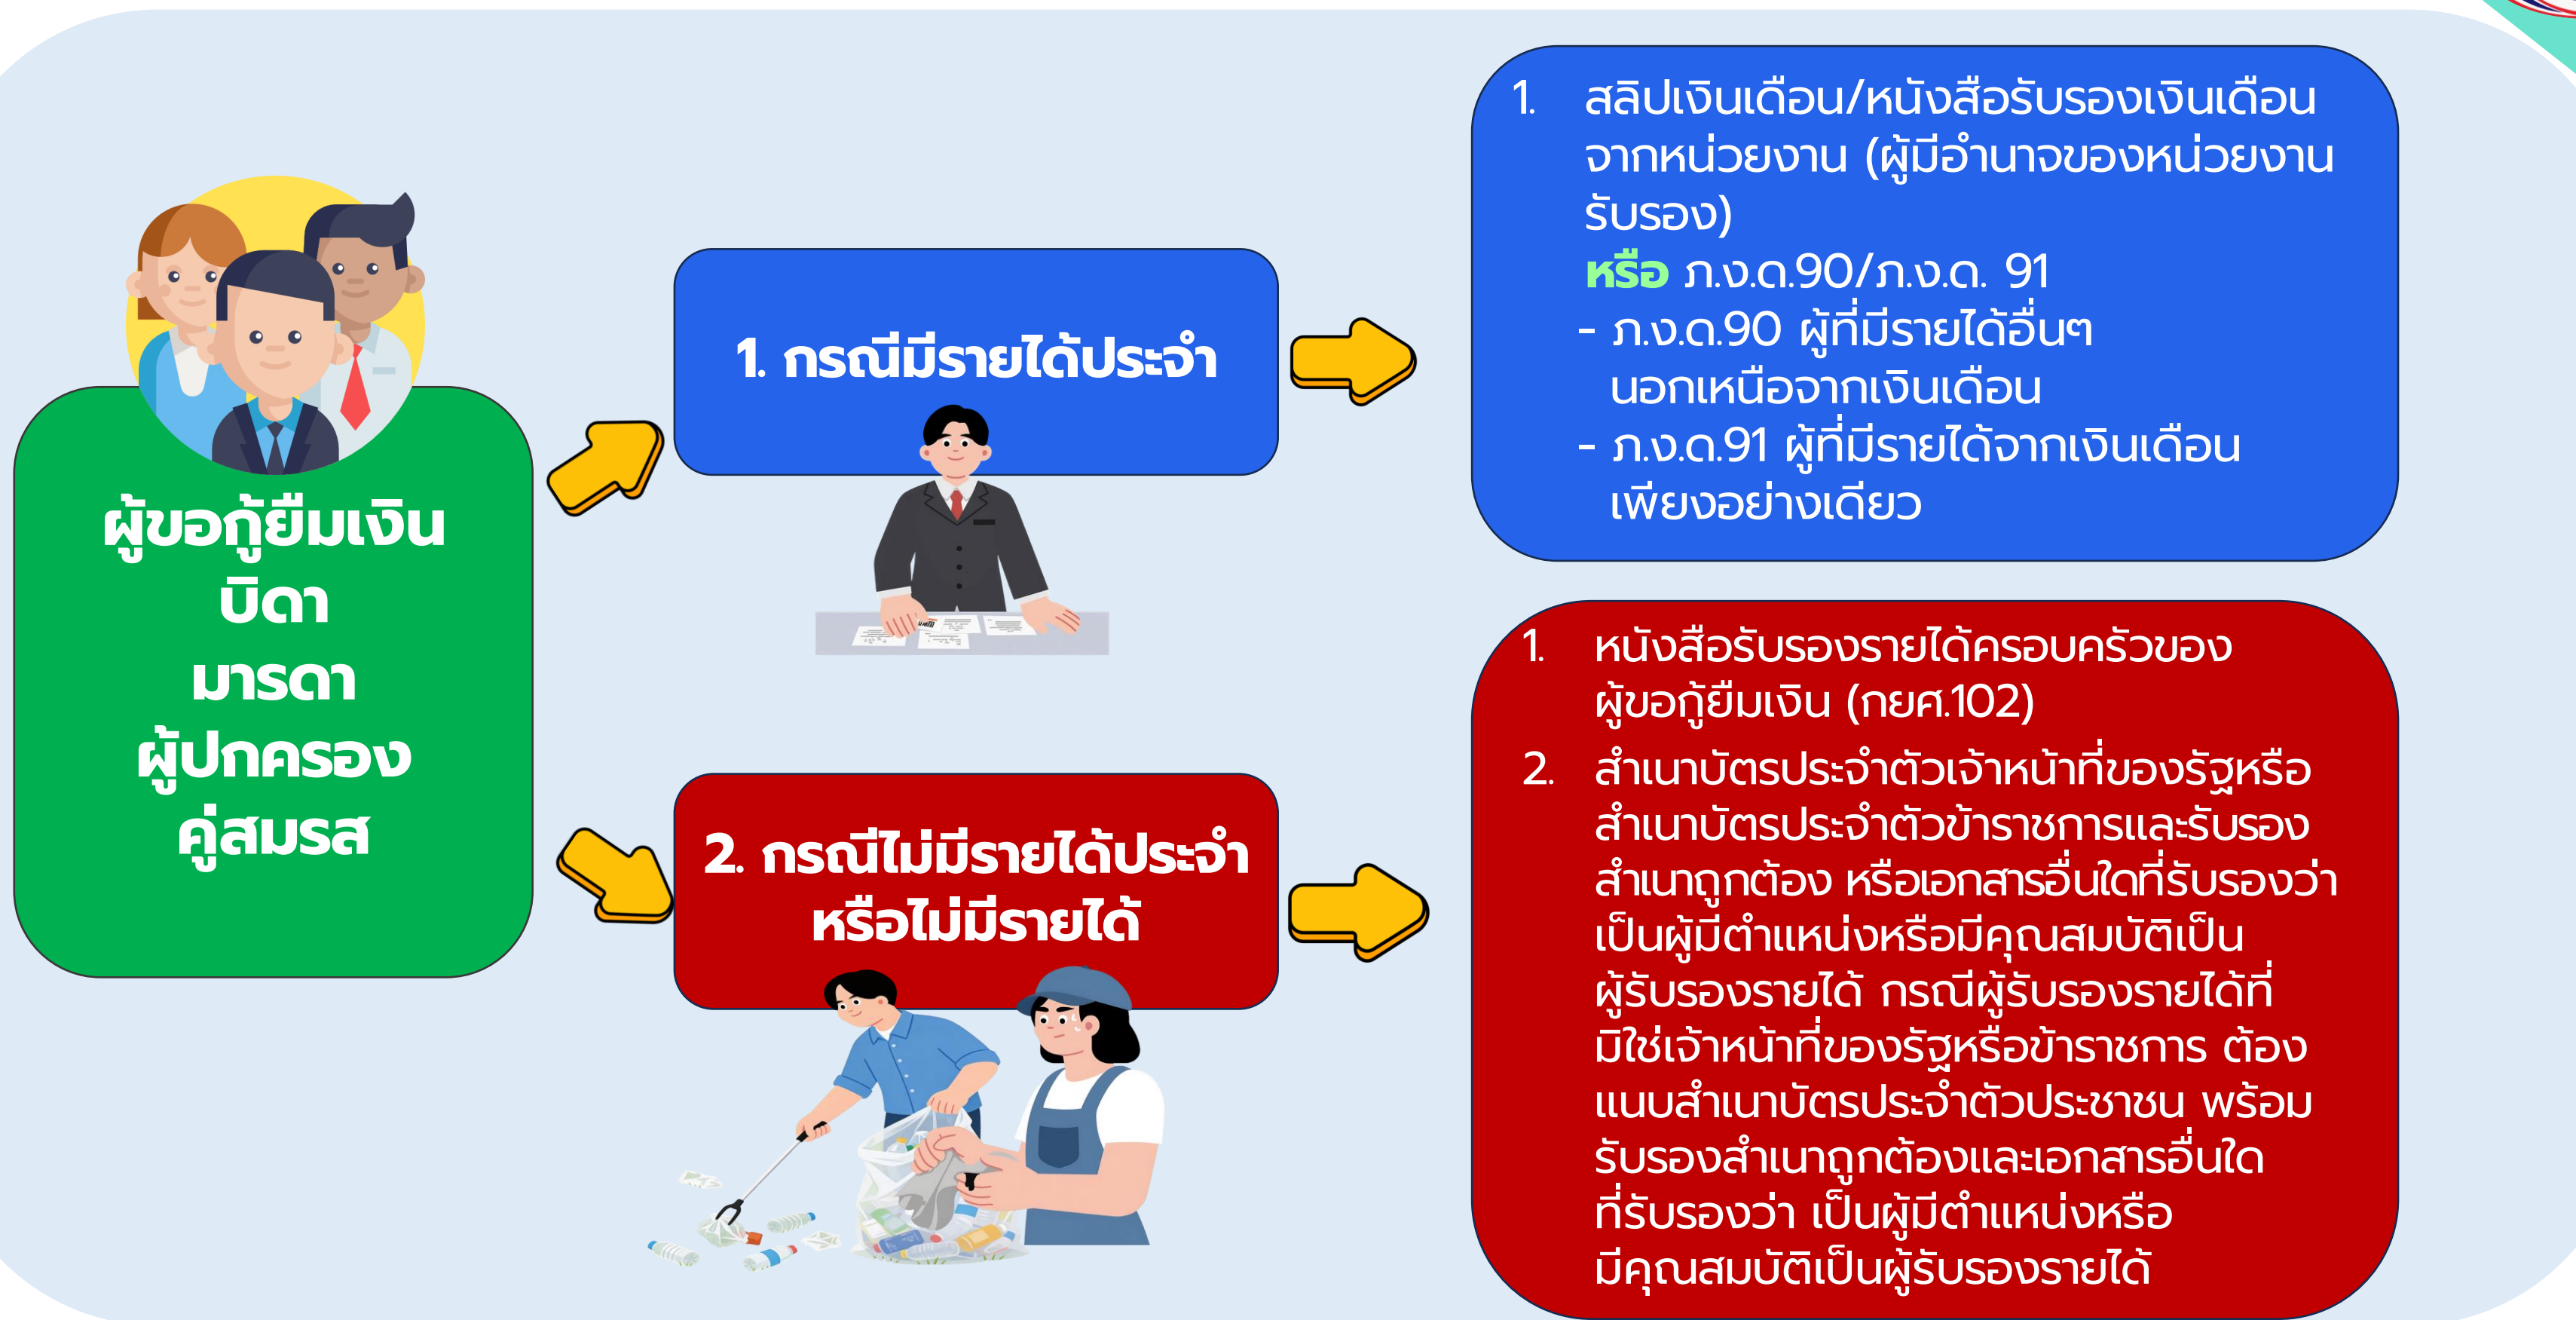 ผู้ขอกู้ยืมเงิน
บิดา
มารดา
ผู้ปกครอง
คู่สมรส
1. กรณีมีรายได้ประจำ
1. สลิปเงินเดือน/หนังสือรับรองเงินเดือน
จากหน่วยงาน (ผู้มีอำนาจของหน่วยงาน
รับรอง)
หรือ ภ.ง.ด.90/ภ.ง.ด. 91
- ภ.ง.ด.90 ผู้ที่มีรายได้อื่นๆ
นอกเหนือจากเงินเดือน
- ภ.ง.ด.91 ผู้ที่มีรายได้จากเงินเดือน
เพียงอย่างเดียว
2. กรณีไม่มีรายได้ประจำ
หรือไม่มีรายได้
1. หนังสือรับรองรายได้ครอบครัวของ
ผู้ขอกู้ยืมเงิน (กยศ.102)
2. สำเนาบัตรประจำตัวเจ้าหน้าที่ของรัฐหรือ
สำเนาบัตรประจำตัวข้าราชการและรับรอง
สำเนาถูกต้อง หรือเอกสารอื่นใดที่รับรองว่า
เป็นผู้มีตำแหน่งหรือมีคุณสมบัติเป็น
ผู้รับรองรายได้ กรณีผู้รับรองรายได้ที่
มิใช่เจ้าหน้าที่ของรัฐหรือข้าราชการ ต้อง
แนบสำเนาบัตรประจำตัวประชาชน พร้อม
รับรองสำเนาถูกต้องและเอกสารอื่นใด
ที่รับรองว่า เป็นผู้มีตำแหน่งหรือ
มีคุณสมบัติเป็นผู้รับรองรายได้